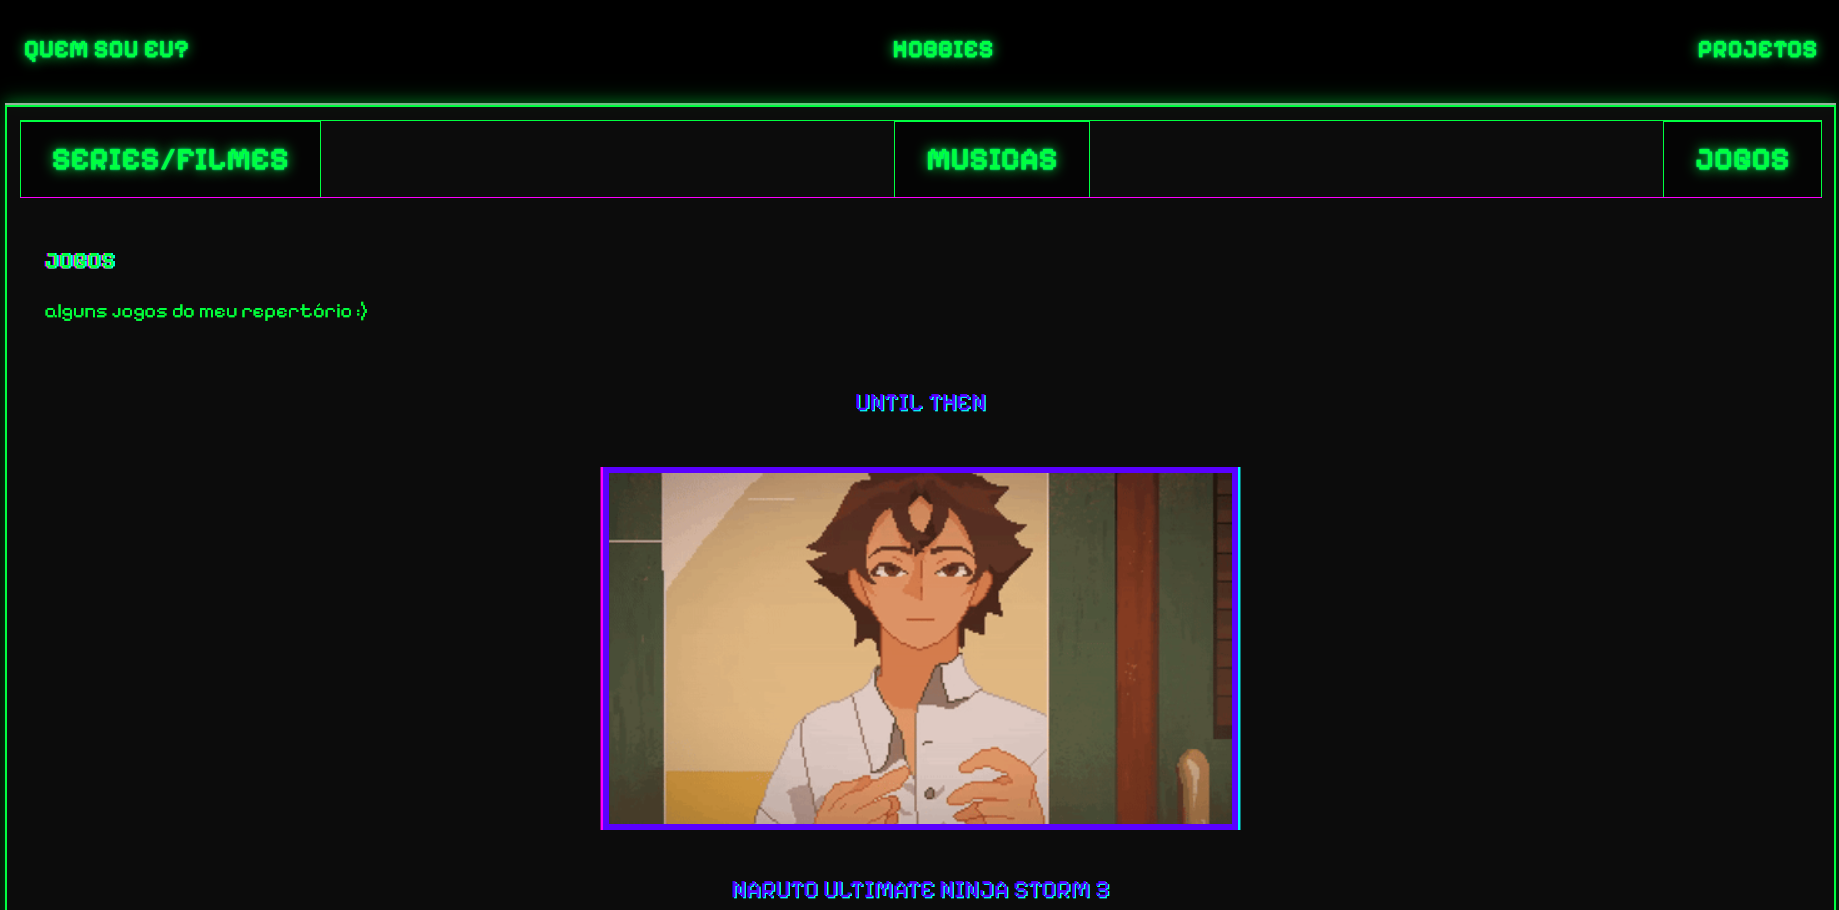 QUEM SOU EU?
HOBBIES
PROJETOS
SERIES/FILMES
MUSICAS
JOGOS
JOGOS
alguns jogos do meu repertório :)
UNTIL THEN
NARUTO ULTIMATE NINJA STORM 3